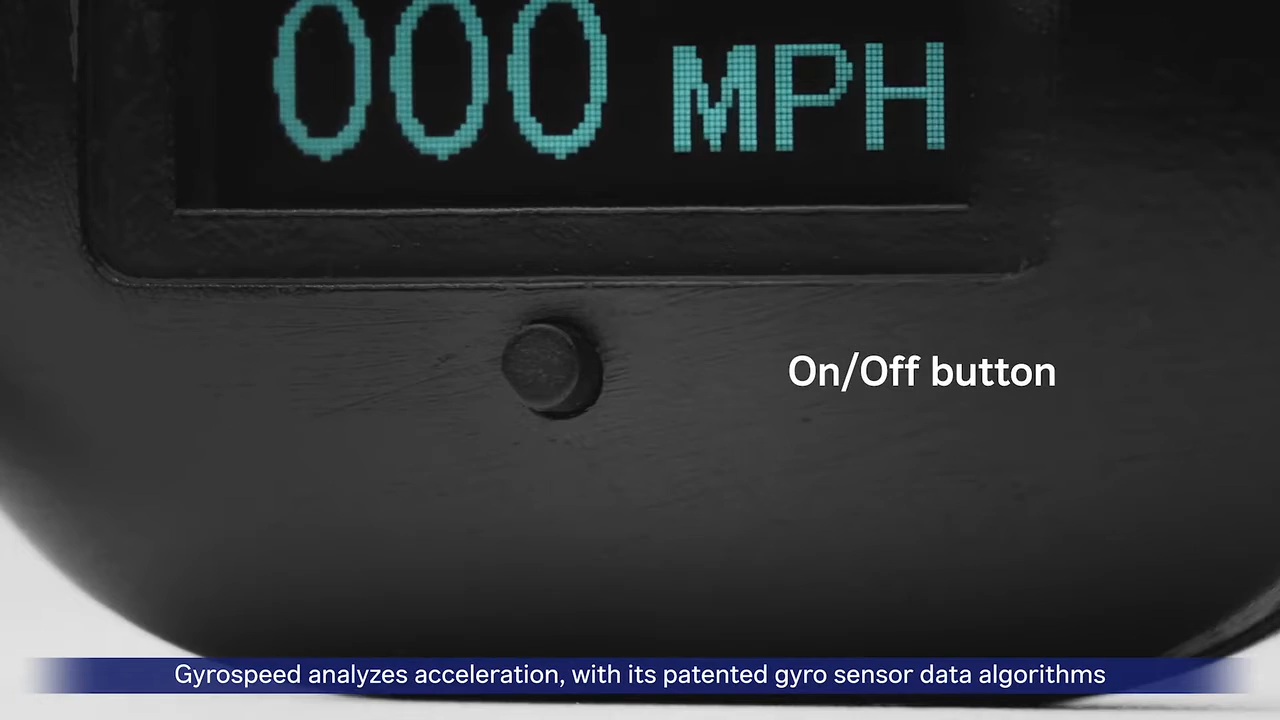 000 MPH
On/Off button
Gyrospeed analyzes acceleration, with its patented gyro sensor data algorithms